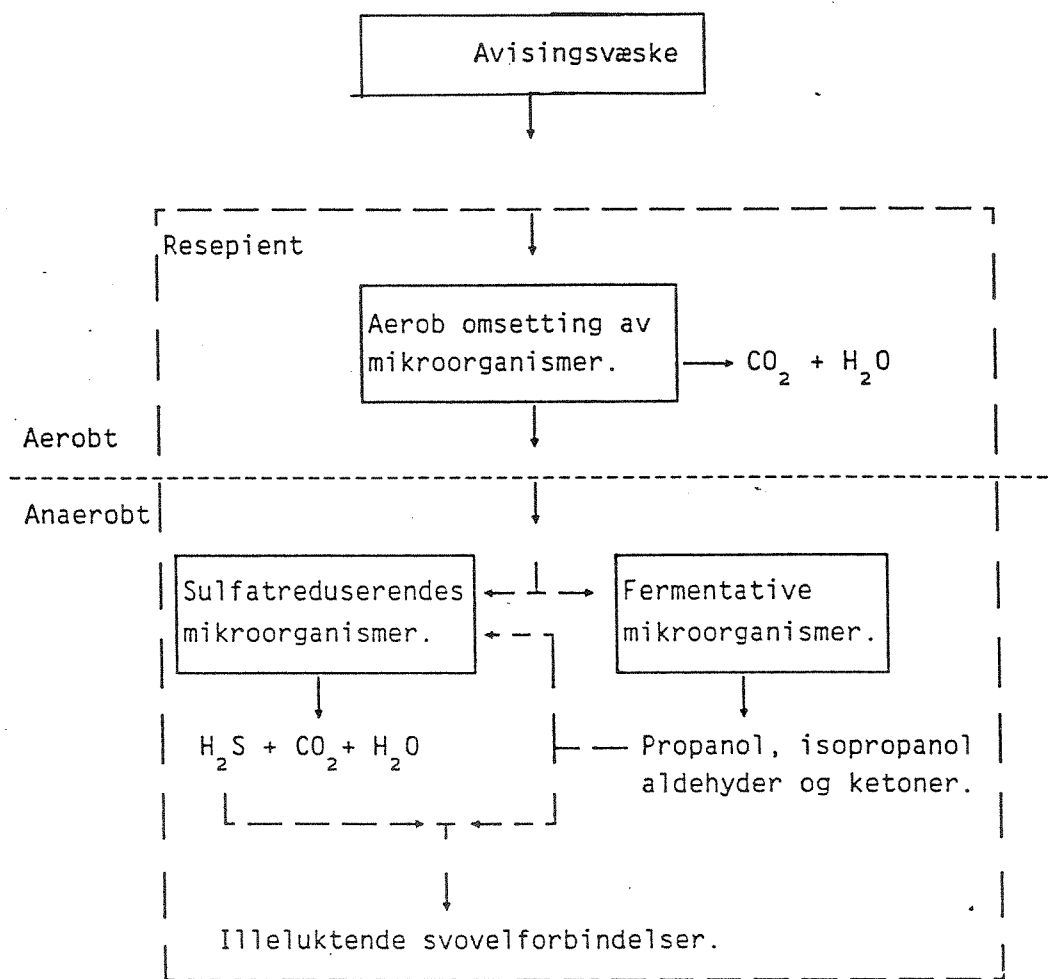 Avisingsvæske
Resepient
Aerob omsetting av
mikroorganismer.
CO₂ + H₂O
Aerobt
Anaerobt
Sulfatreduserendes
mikroorganismer.
Fermentative
mikroorganismer.
H₂S + CO₂+ H₂O
Propanol, isopropanol
aldehyder og ketoner.
Illeluktende svovelforbindelser.